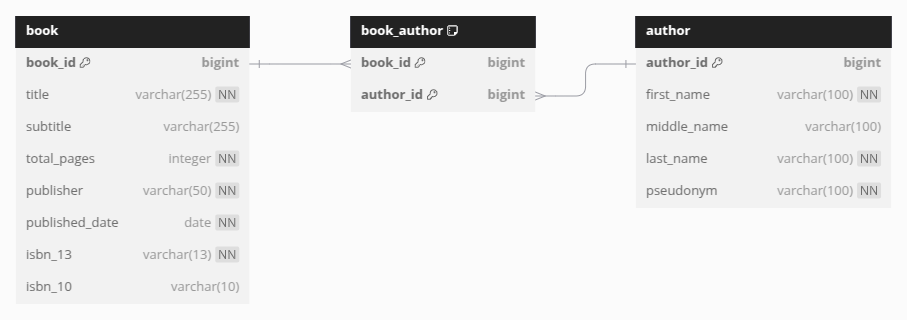 book
book_id bigint
title varchar(255) NN
subtitle varchar(255)
total_pages integer NN
publisher varchar(50) NN
published_date date NN
isbn_13 varchar(13) NN
isbn_10 varchar(10)
book_author
book_id bigint
author_id bigint
author
author_id bigint
first_name varchar(100) NN
middle_name varchar(100)
last_name varchar(100) NN
pseudonym varchar(100) NN